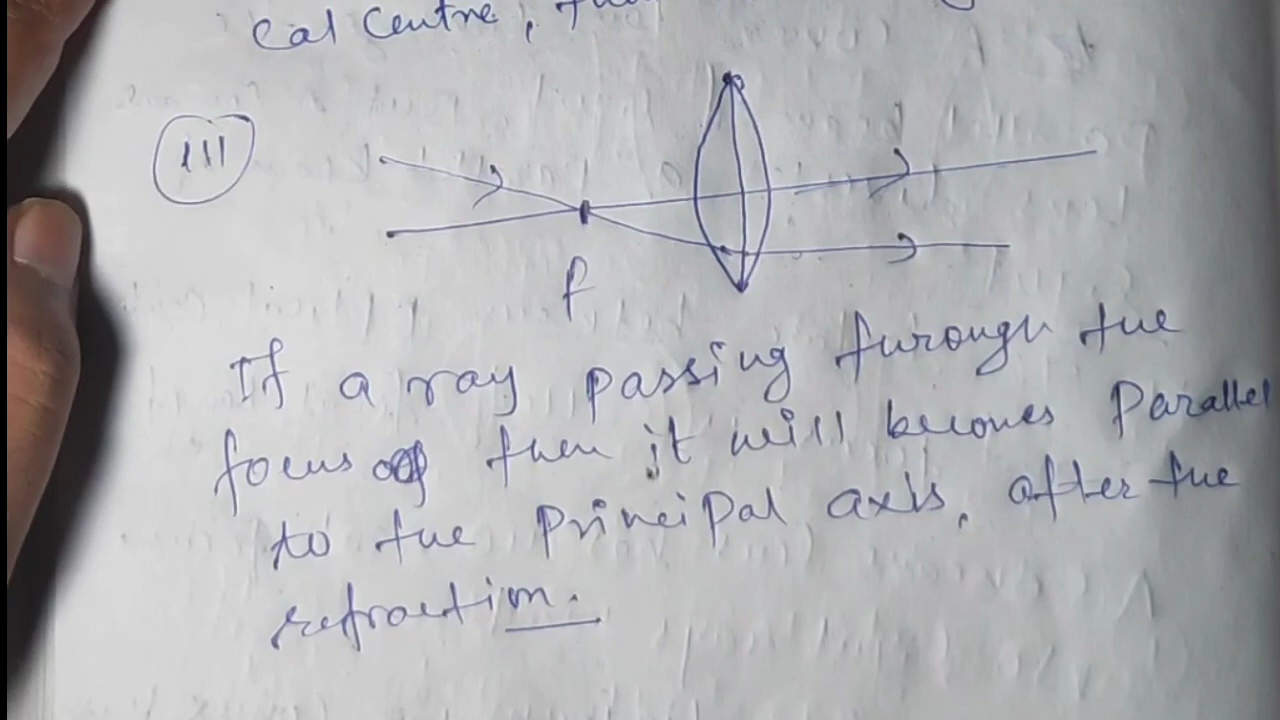 cal Centre,
III
f
If a ray passing through the
focus then it will becomes Parallel
to the Principal axis, after the
refraction.